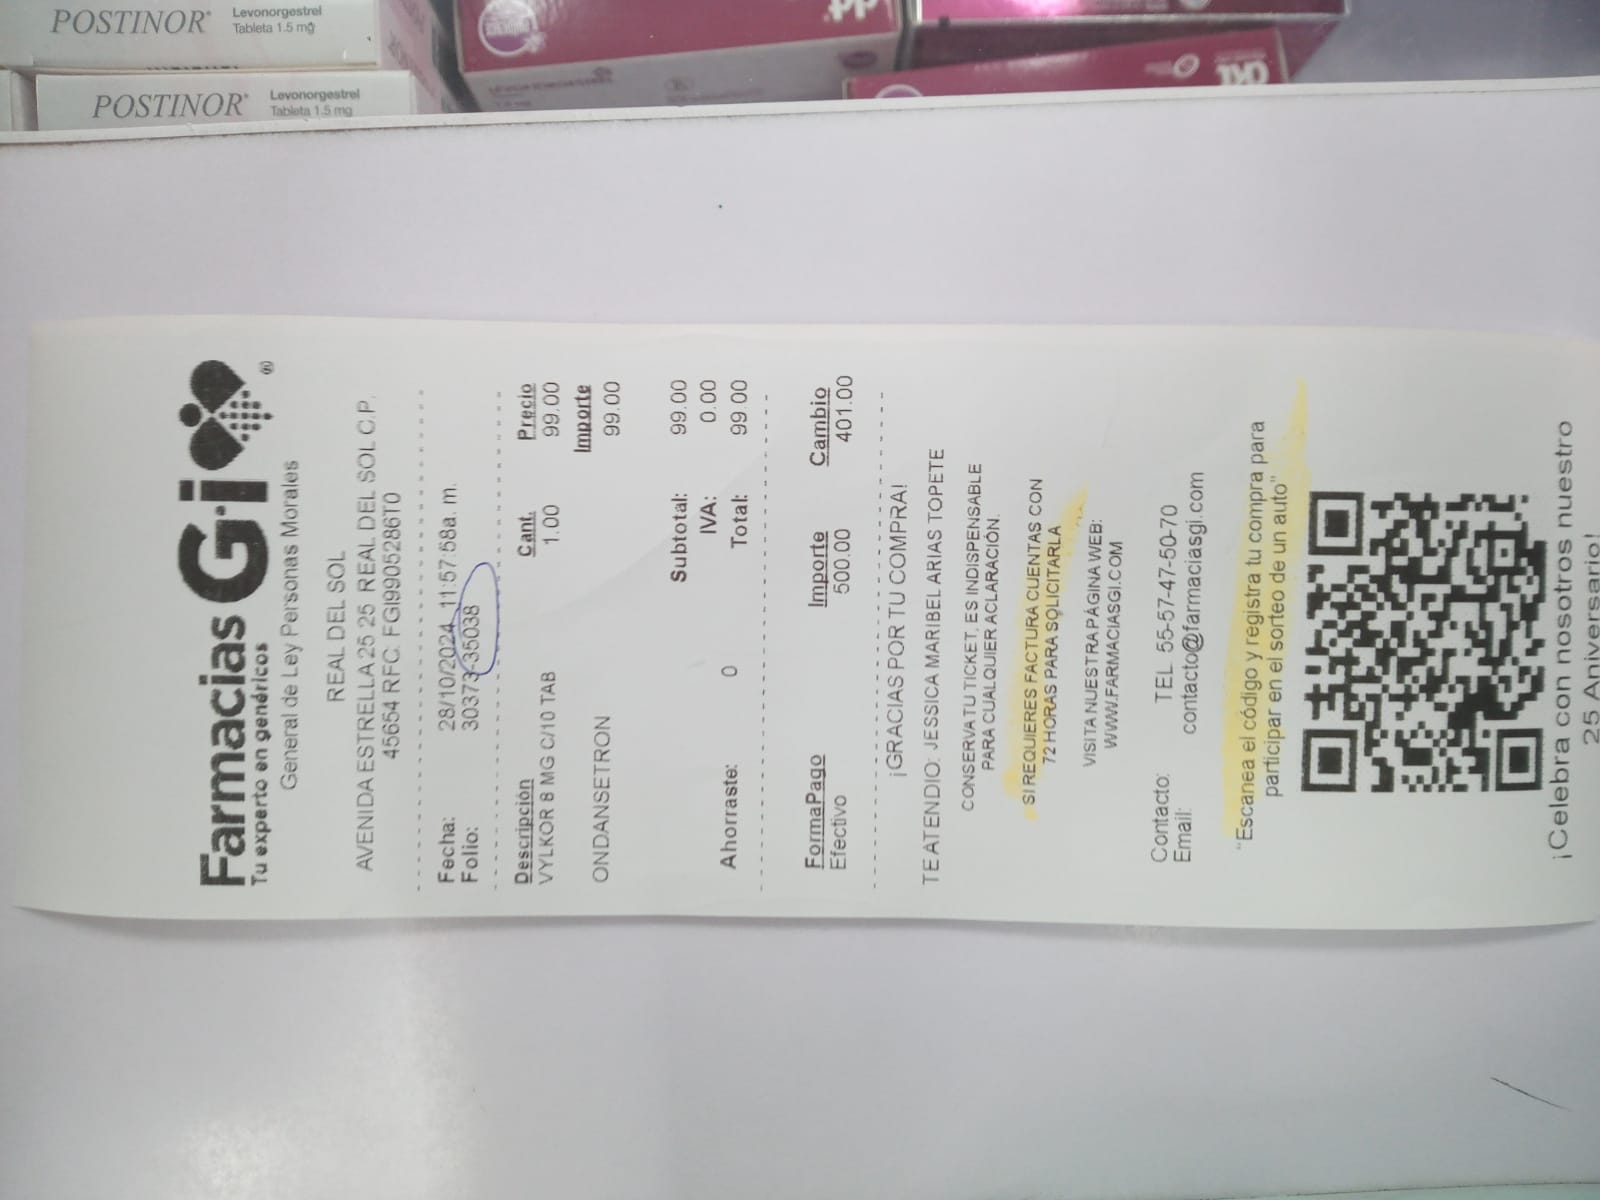 POSTINOR® Levonorgestrel
Tableta 1.5 mg
POSTINOR® Levonorgestrel
Tableta 1.5 mg
Farmacias Gi ®
Tu experto en genéricos
General de Ley Personas Morales
REAL DEL SOL
AVENIDA ESTRELLA 25 25 REAL DEL SOL C.P.
45654 RFC. FGI9905286T0
Fecha: 28/10/2024 11:57:58a. m.
Folio: 30373-35038
Descripción Cant. Precio
VYLKOR 8 MG C/10 TAB 1.00 99.00
Importe
ONDANSETRON 99.00
Subtotal: 99.00
IVA: 0.00
Ahorraste: 0 Total: 99.00
FormaPago Importe Cambio
Efectivo 500.00 401.00
¡GRACIAS POR TU COMPRA!
TE ATENDIO: JESSICA MARIBEL ARIAS TOPETE
CONSERVA TU TICKET, ES INDISPENSABLE
PARA CUALQUIER ACLARACIÓN.
SI REQUIERES FACTURA CUENTAS CON
72 HORAS PARA SOLICITARLA
VISITA NUESTRA PÁGINA WEB:
WWW.FARMACIASGI.COM
Contacto: TEL. 55-57-47-50-70
Email: contacto@farmaciasgi.com
"Escanea el código y registra tu compra para
participar en el sorteo de un auto"
¡Celebra con nosotros nuestro
25 Aniversario!